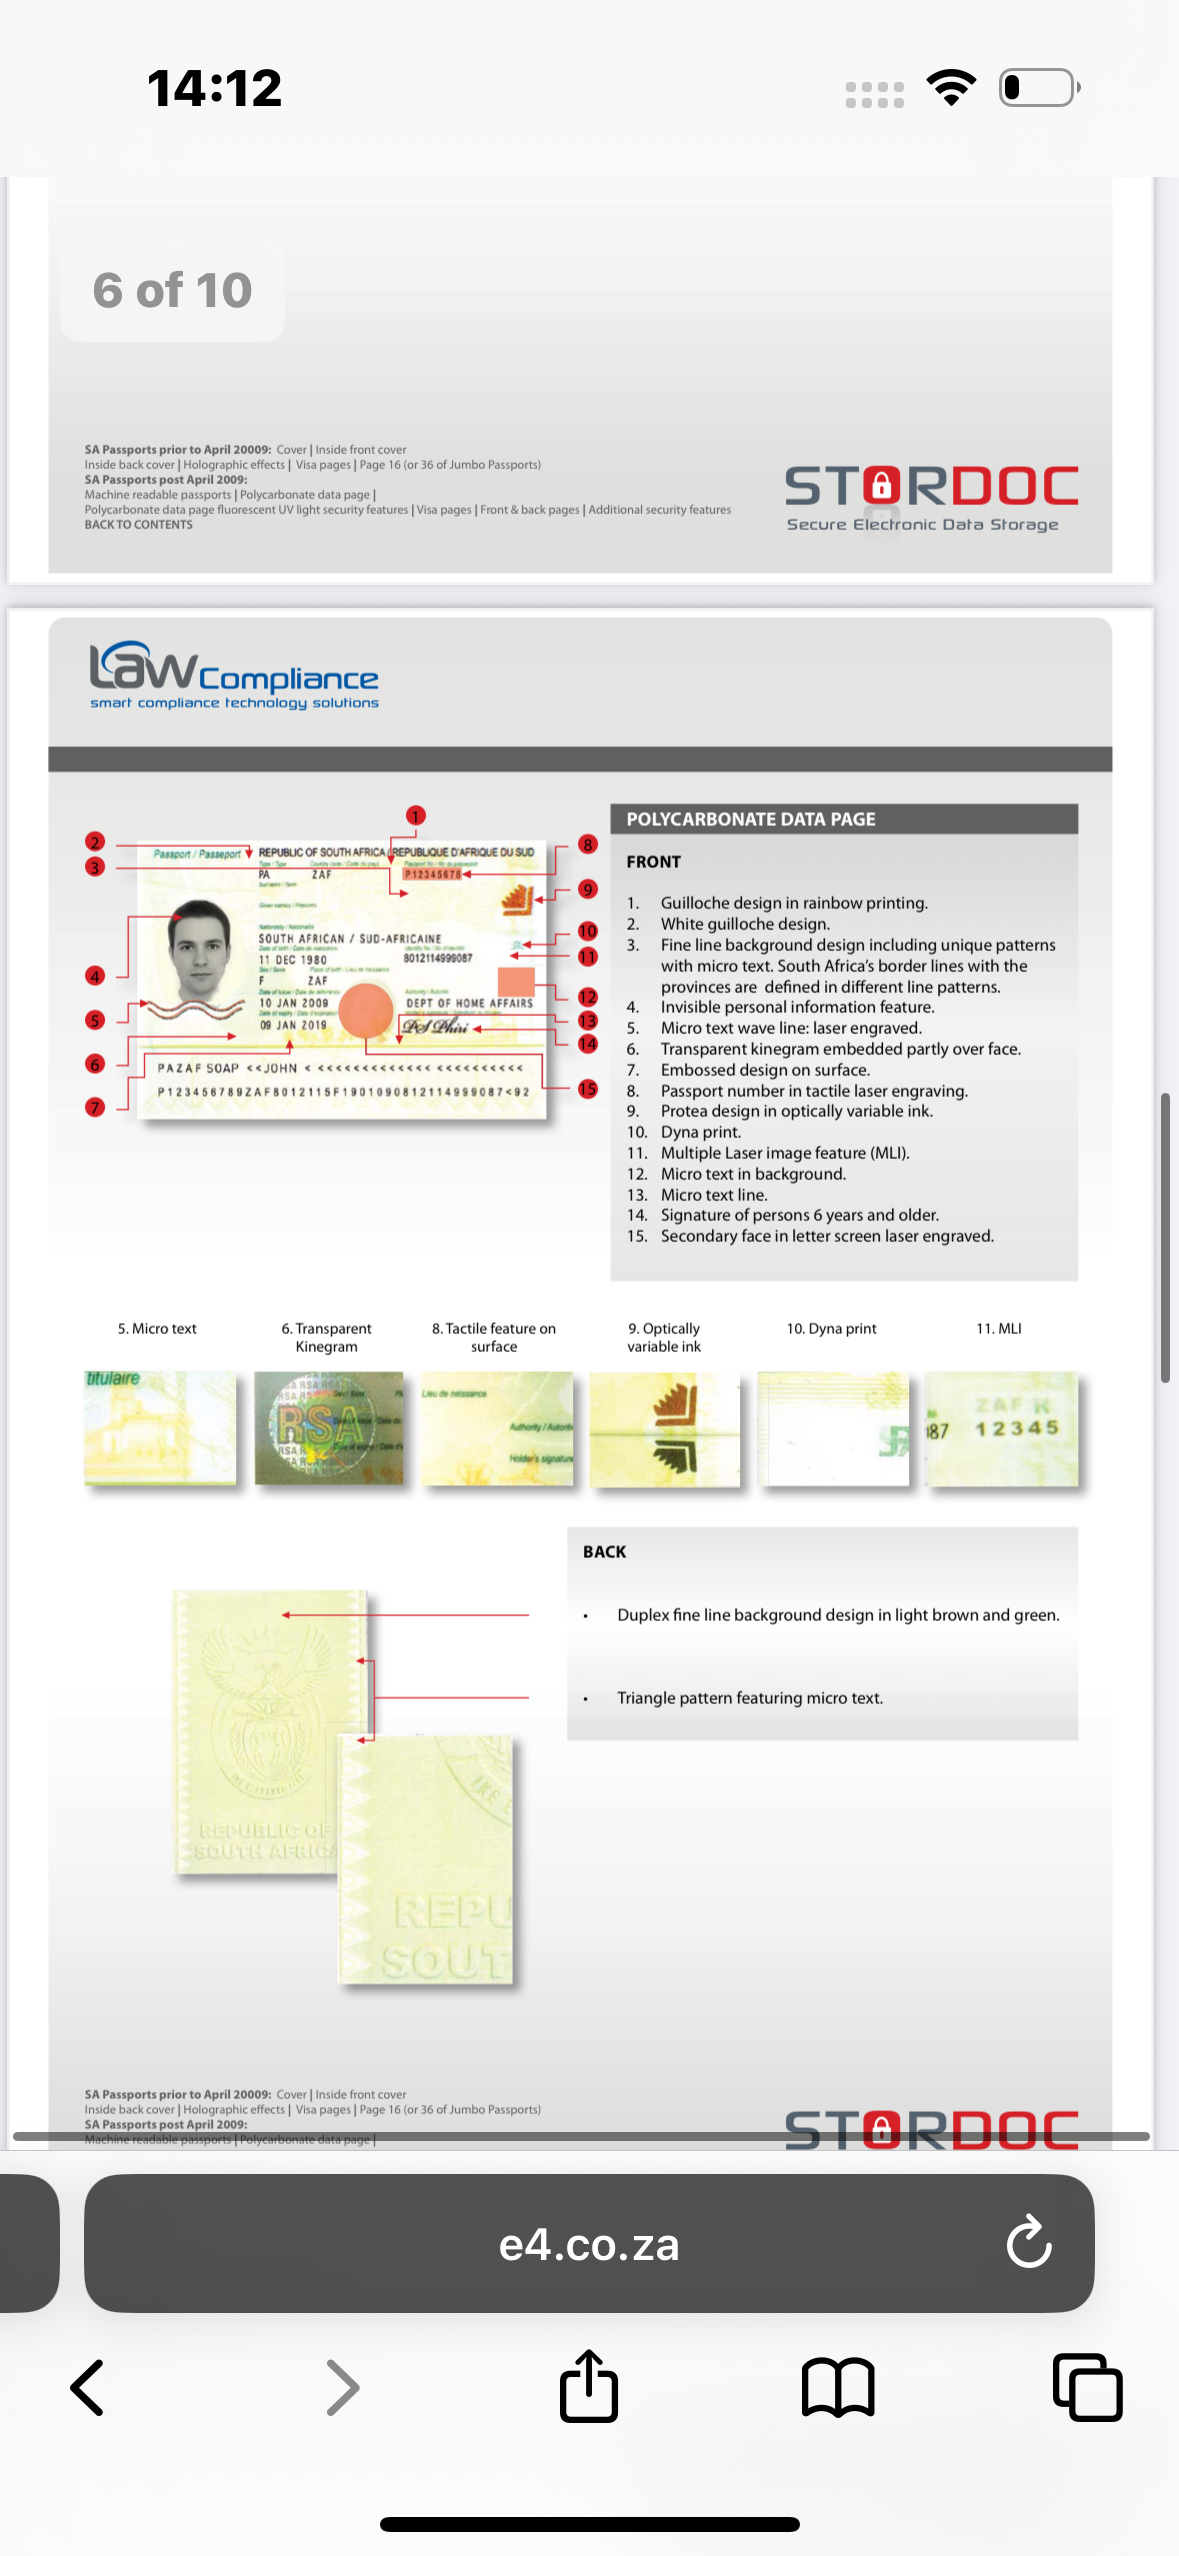 14:12
6 of 10
SA Passports prior to April 20009: Cover | Inside front cover
Inside back cover | Holographic effects | Visa pages | Page 16 (or 36 of Jumbo Passports)
SA Passports post April 2009:
Machine readable passports | Polycarbonate data page |
Polycarbonate data page fluorescent UV light security features | Visa pages | Front & back pages | Additional security features
BACK TO CONTENTS
STORDOC
Secure Electronic Data Storage
Law Compliance
smart compliance technology solutions
1
2
3
4
5
6
7
8
9
10
11
12
13
14
15
Passport / Passeport
REPUBLIC OF SOUTH AFRICA / REPUBLIQUE D'AFRIQUE DU SUD
PA ZAF P12345678
SOUTH AFRICAN / SUD-AFRICAINE
11 DEC 1980 8012114999087
F ZAF
10 JAN 2009 DEPT OF HOME AFFAIRS
09 JAN 2019
PAZAF SOAP <<JOHN < <<<<<<<<<<<<<< <<<<<<<<<<
P123456789ZAF8012115F1901090812114999087<92
POLYCARBONATE DATA PAGE
FRONT
1. Guilloche design in rainbow printing.
2. White guilloche design.
3. Fine line background design including unique patterns
with micro text. South Africa's border lines with the
provinces are defined in different line patterns.
4. Invisible personal information feature.
5. Micro text wave line: laser engraved.
6. Transparent kinegram embedded partly over face.
7. Embossed design on surface.
8. Passport number in tactile laser engraving.
9. Protea design in optically variable ink.
10. Dyna print.
11. Multiple Laser image feature (MLI).
12. Micro text in background.
13. Micro text line.
14. Signature of persons 6 years and older.
15. Secondary face in letter screen laser engraved.
5. Micro text
6. Transparent
Kinegram
8. Tactile feature on
surface
9. Optically
variable ink
10. Dyna print
11. MLI
titulaire
RSA
Lieu de naissance
Authority / Autorité
Holder's signature
ZAF R
087 12345
BACK
• Duplex fine line background design in light brown and green.
• Triangle pattern featuring micro text.
REPUBLIC OF
SOUTH AFRICA
REPU
SOUT
SA Passports prior to April 20009: Cover | Inside front cover
Inside back cover | Holographic effects | Visa pages | Page 16 (or 36 of Jumbo Passports)
SA Passports post April 2009:
Machine readable passports | Polycarbonate data page |
STORDOC
e4.co.za